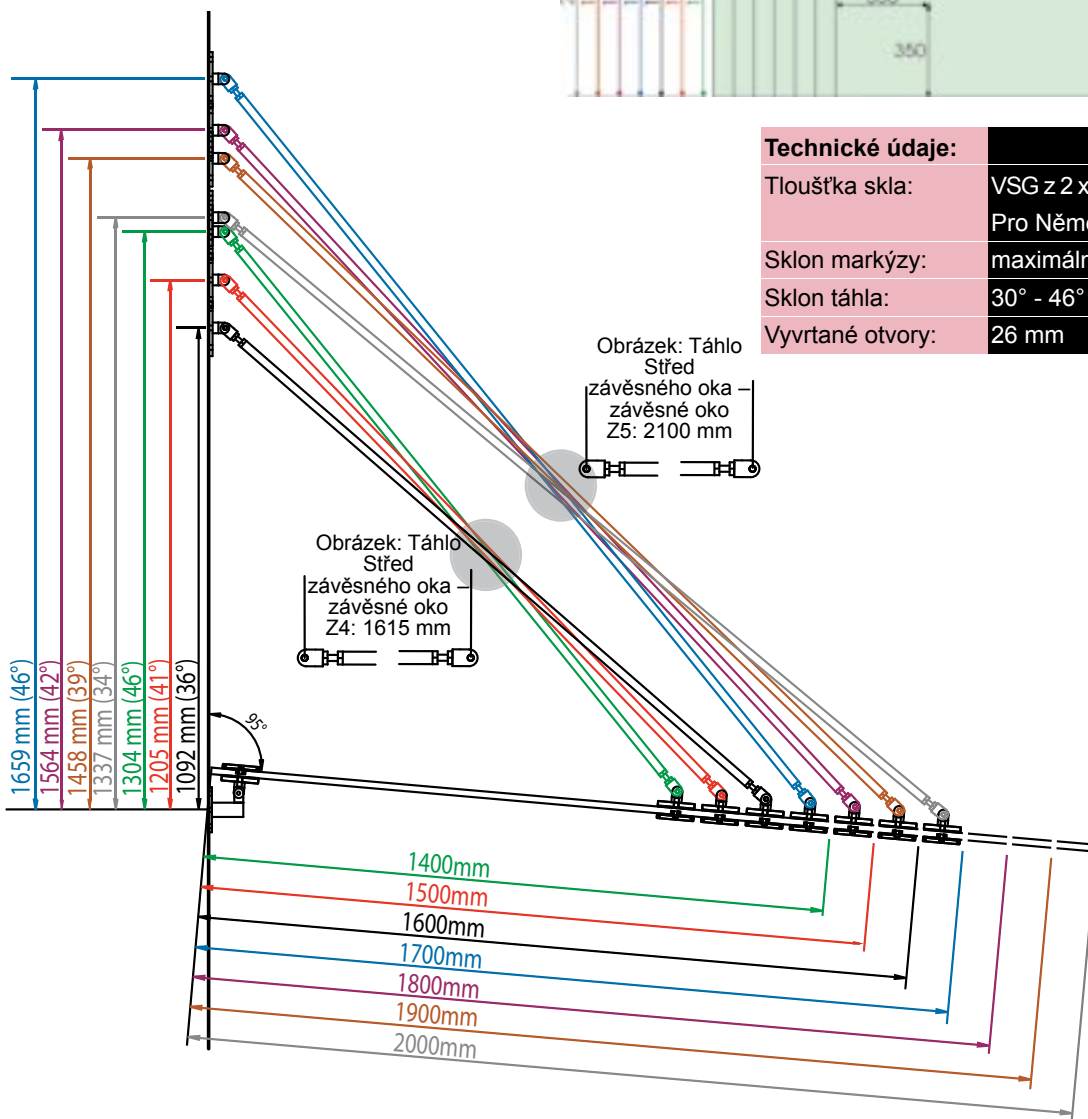 350
Technické údaje:
Tloušťka skla:
VSG z 2 x
Pro Něme
Sklon markýzy:
maximáln
Sklon táhla:
30° - 46°
Vyvrtané otvory:
26 mm
Obrázek: Táhlo
Střed
závěsného oka –
závěsné oko
Z5: 2100 mm
Obrázek: Táhlo
Střed
závěsného oka –
závěsné oko
Z4: 1615 mm
1659 mm (46°)
1564 mm (42°)
1458 mm (39°)
1337 mm (34°)
1304 mm (46°)
1205 mm (41°)
1092 mm (36°)
95°
1400mm
1500mm
1600mm
1700mm
1800mm
1900mm
2000mm